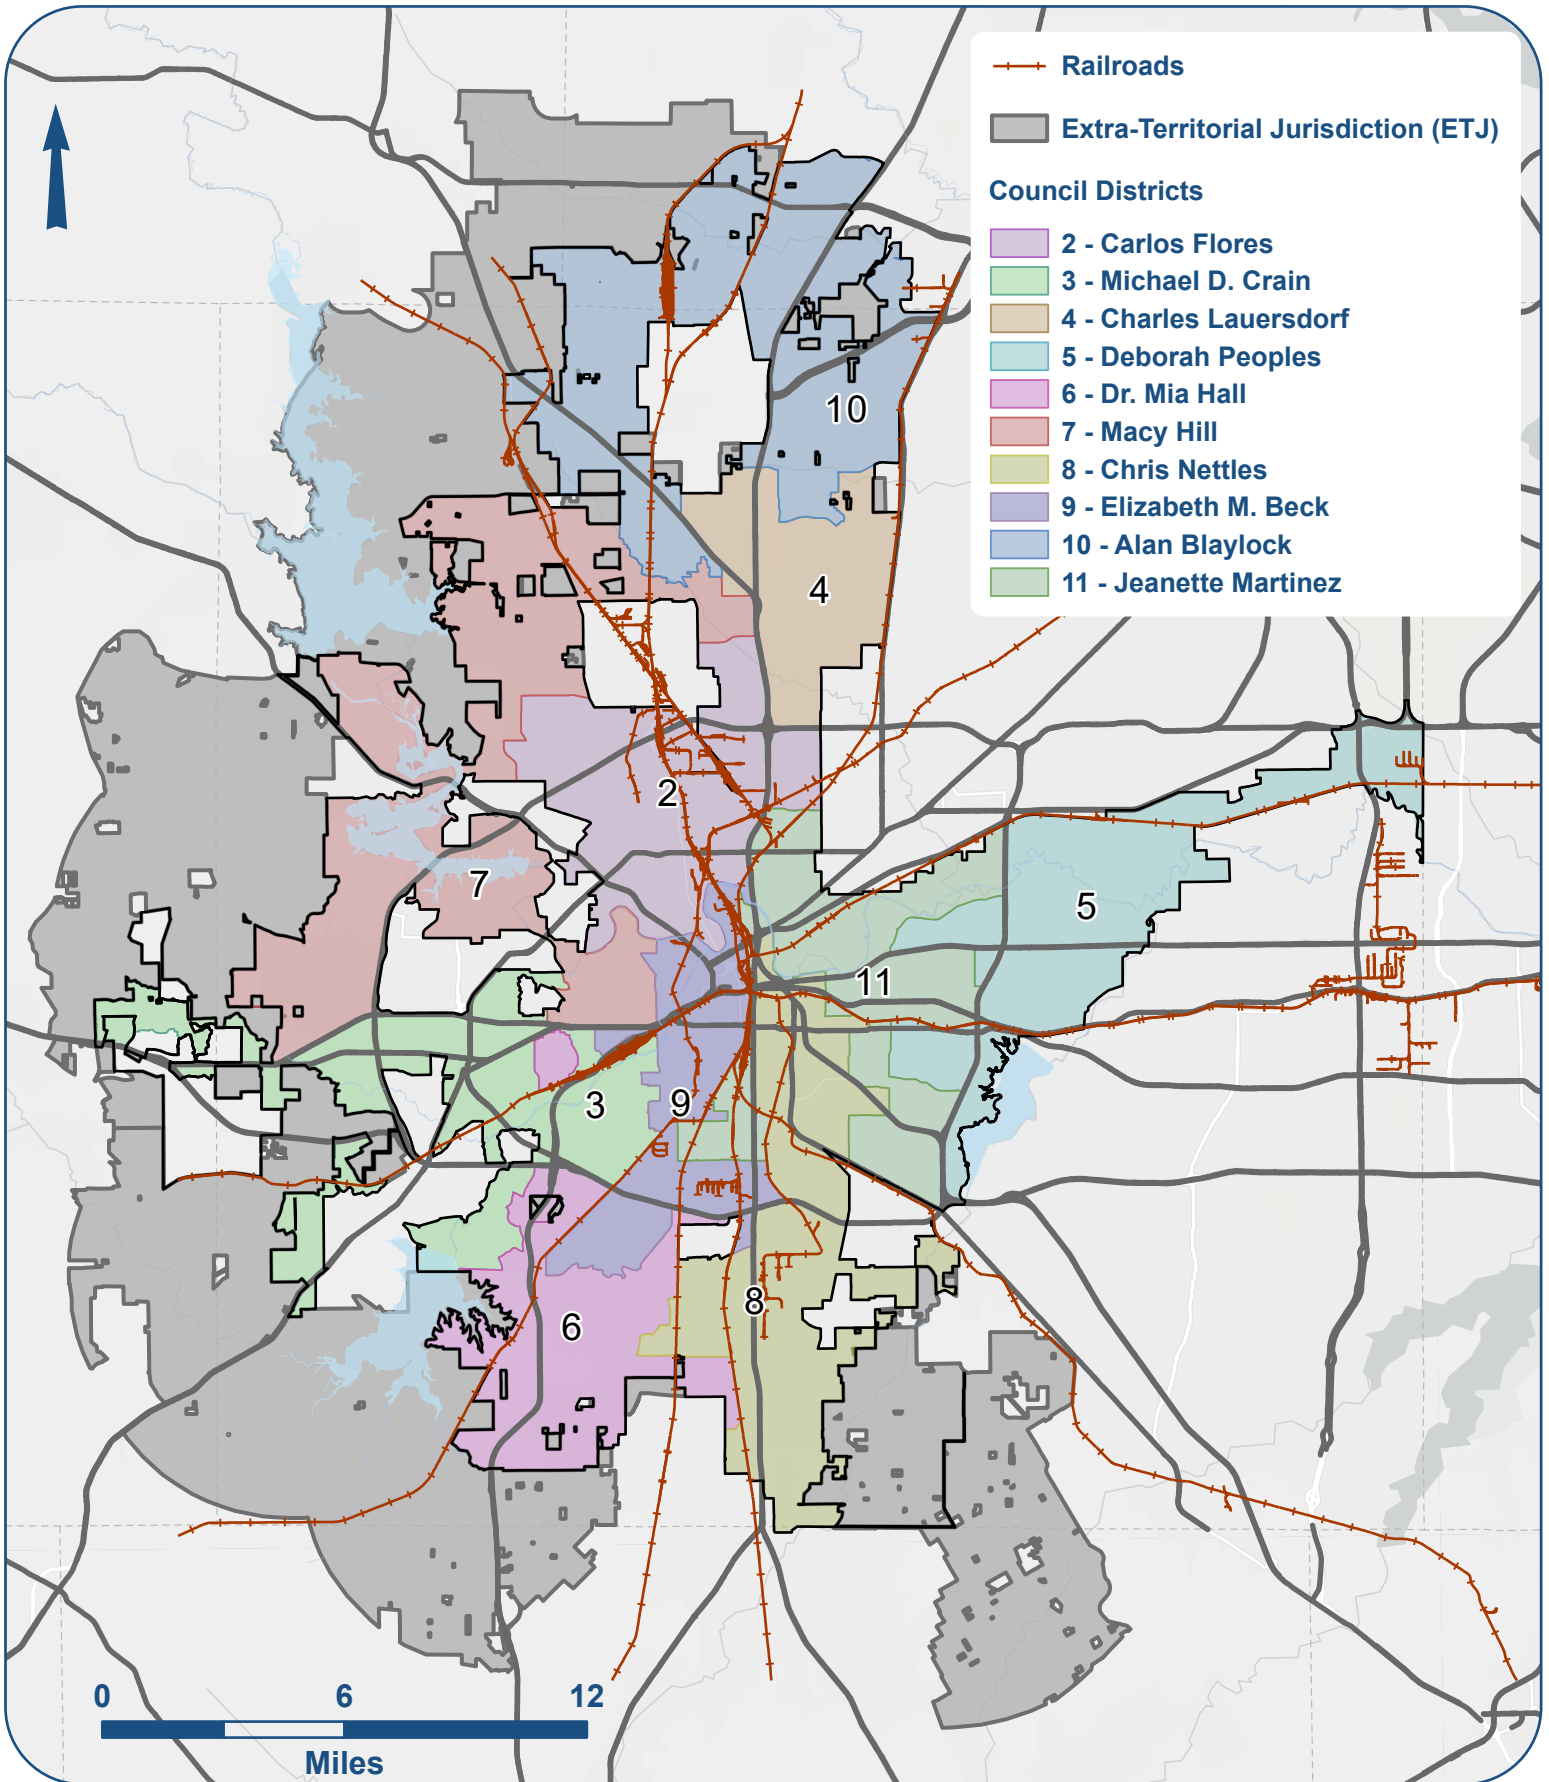 Railroads
Extra-Territorial Jurisdiction (ETJ)
Council Districts
2 - Carlos Flores
3 - Michael D. Crain
4 - Charles Lauersdorf
5 - Deborah Peoples
6 - Dr. Mia Hall
7 - Macy Hill
8 - Chris Nettles
9 - Elizabeth M. Beck
10 - Alan Blaylock
11 - Jeanette Martinez
10
4
2
7
5
11
3
9
8
6
0 6 12
Miles